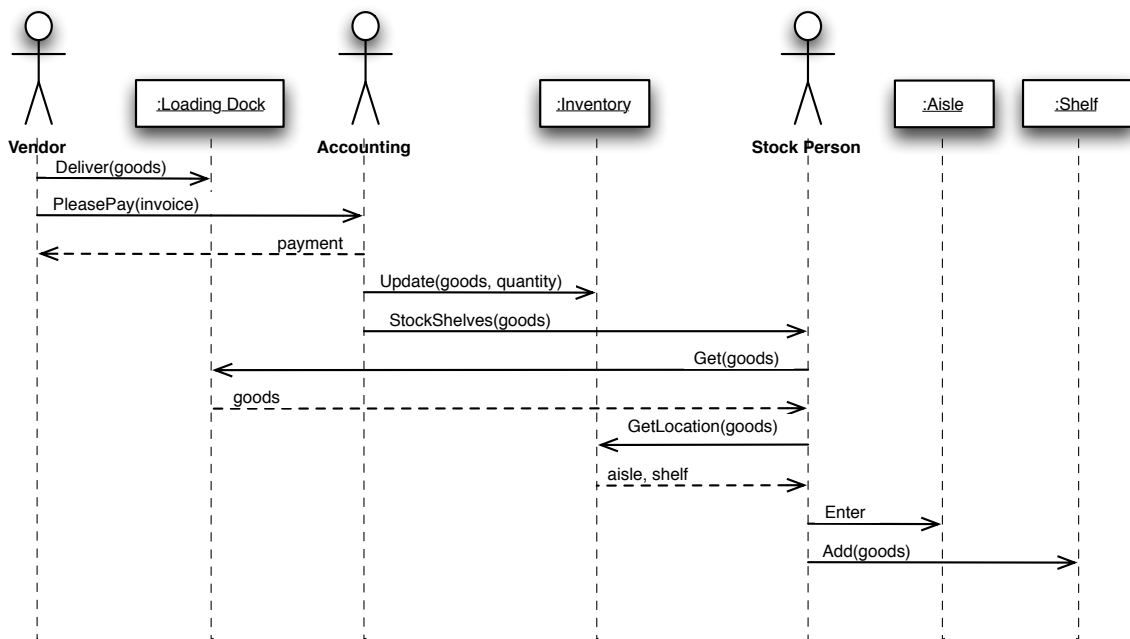 :Loading Dock
:Inventory
:Aisle
:Shelf
Vendor
Accounting
Stock Person
Deliver(goods)
PleasePay(invoice)
payment
Update(goods, quantity)
StockShelves(goods)
Get(goods)
goods
GetLocation(goods)
aisle, shelf
Enter
Add(goods)